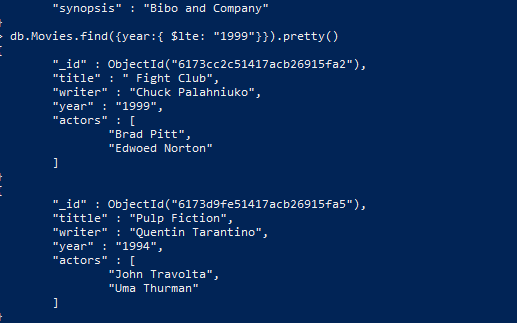 "synopsis" : "Bibo and Company"
}
> db.Movies.find({year:{ $lte: "1999"}}).pretty()
{
"_id" : ObjectId("6173cc2c51417acb26915fa2"),
"title" : " Fight Club",
"writer" : "Chuck Palahniuko",
"year" : "1999",
"actors" : [
"Brad Pitt",
"Edwoed Norton"
]
}
{
"_id" : ObjectId("6173d9fe51417acb26915fa5"),
"tittle" : "Pulp Fiction",
"writer" : "Quentin Tarantino",
"year" : "1994",
"actors" : [
"John Travolta",
"Uma Thurman"
]
}